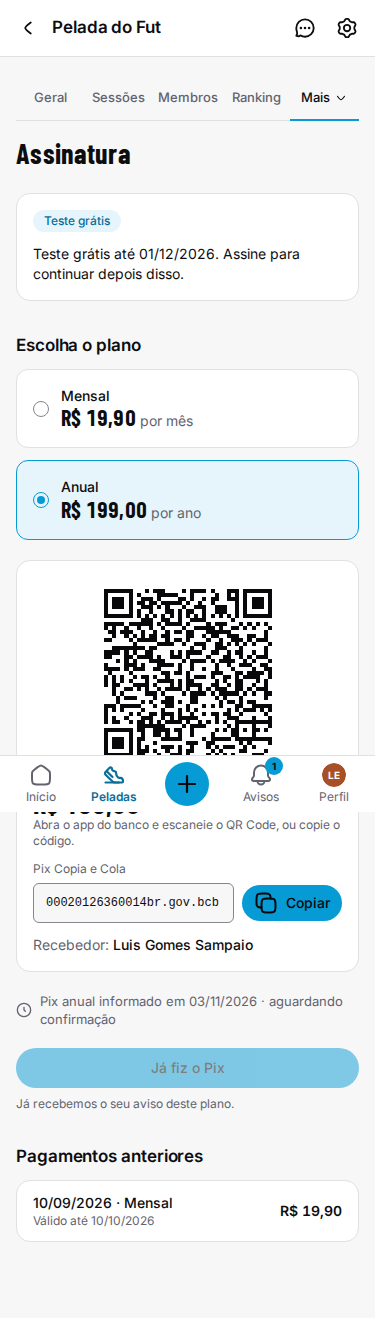 Pelada do Fut
Geral
Sessões
Membros
Ranking
Mais
Assinatura
Teste grátis
Teste grátis até 01/12/2026. Assine para
continuar depois disso.
Escolha o plano
Mensal
R$ 19,90 por mês
Anual
R$ 199,00 por ano
Início
Peladas
1
Avisos
LE
Perfil
Abra o app do banco e escaneie o QR Code, ou copie o
código.
Pix Copia e Cola
00020126360014br.gov.bcb
Copiar
Recebedor: Luis Gomes Sampaio
Pix anual informado em 03/11/2026 · aguardando
confirmação
Já fiz o Pix
Já recebemos o seu aviso deste plano.
Pagamentos anteriores
10/09/2026 · Mensal
R$ 19,90
Válido até 10/10/2026